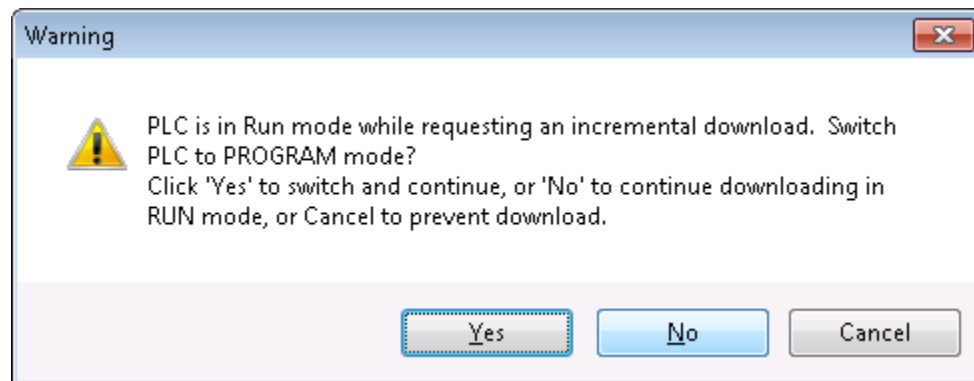 Warning
PLC is in Run mode while requesting an incremental download.  Switch
PLC to PROGRAM mode?
Click 'Yes' to switch and continue, or 'No' to continue downloading in
RUN mode, or Cancel to prevent download.
Yes No Cancel